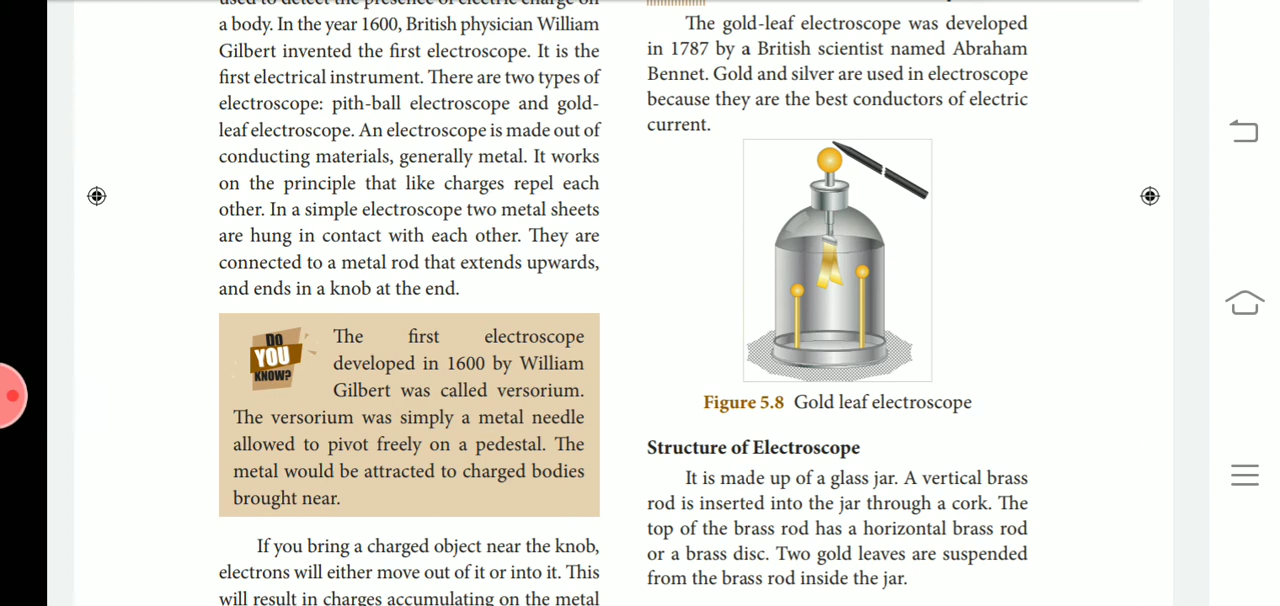 used to detect the presence of electric charge on
a body. In the year 1600, British physician William
Gilbert invented the first electroscope. It is the
first electrical instrument. There are two types of
electroscope: pith-ball electroscope and gold-
leaf electroscope. An electroscope is made out of
conducting materials, generally metal. It works
on the principle that like charges repel each
other. In a simple electroscope two metal sheets
are hung in contact with each other. They are
connected to a metal rod that extends upwards,
and ends in a knob at the end.
DO
YOU
KNOW?
The first electroscope
developed in 1600 by William
Gilbert was called versorium.
The versorium was simply a metal needle
allowed to pivot freely on a pedestal. The
metal would be attracted to charged bodies
brought near.
If you bring a charged object near the knob,
electrons will either move out of it or into it. This
will result in charges accumulating on the metal
The gold-leaf electroscope was developed
in 1787 by a British scientist named Abraham
Bennet. Gold and silver are used in electroscope
because they are the best conductors of electric
current.
Figure 5.8 Gold leaf electroscope
Structure of Electroscope
It is made up of a glass jar. A vertical brass
rod is inserted into the jar through a cork. The
top of the brass rod has a horizontal brass rod
or a brass disc. Two gold leaves are suspended
from the brass rod inside the jar.